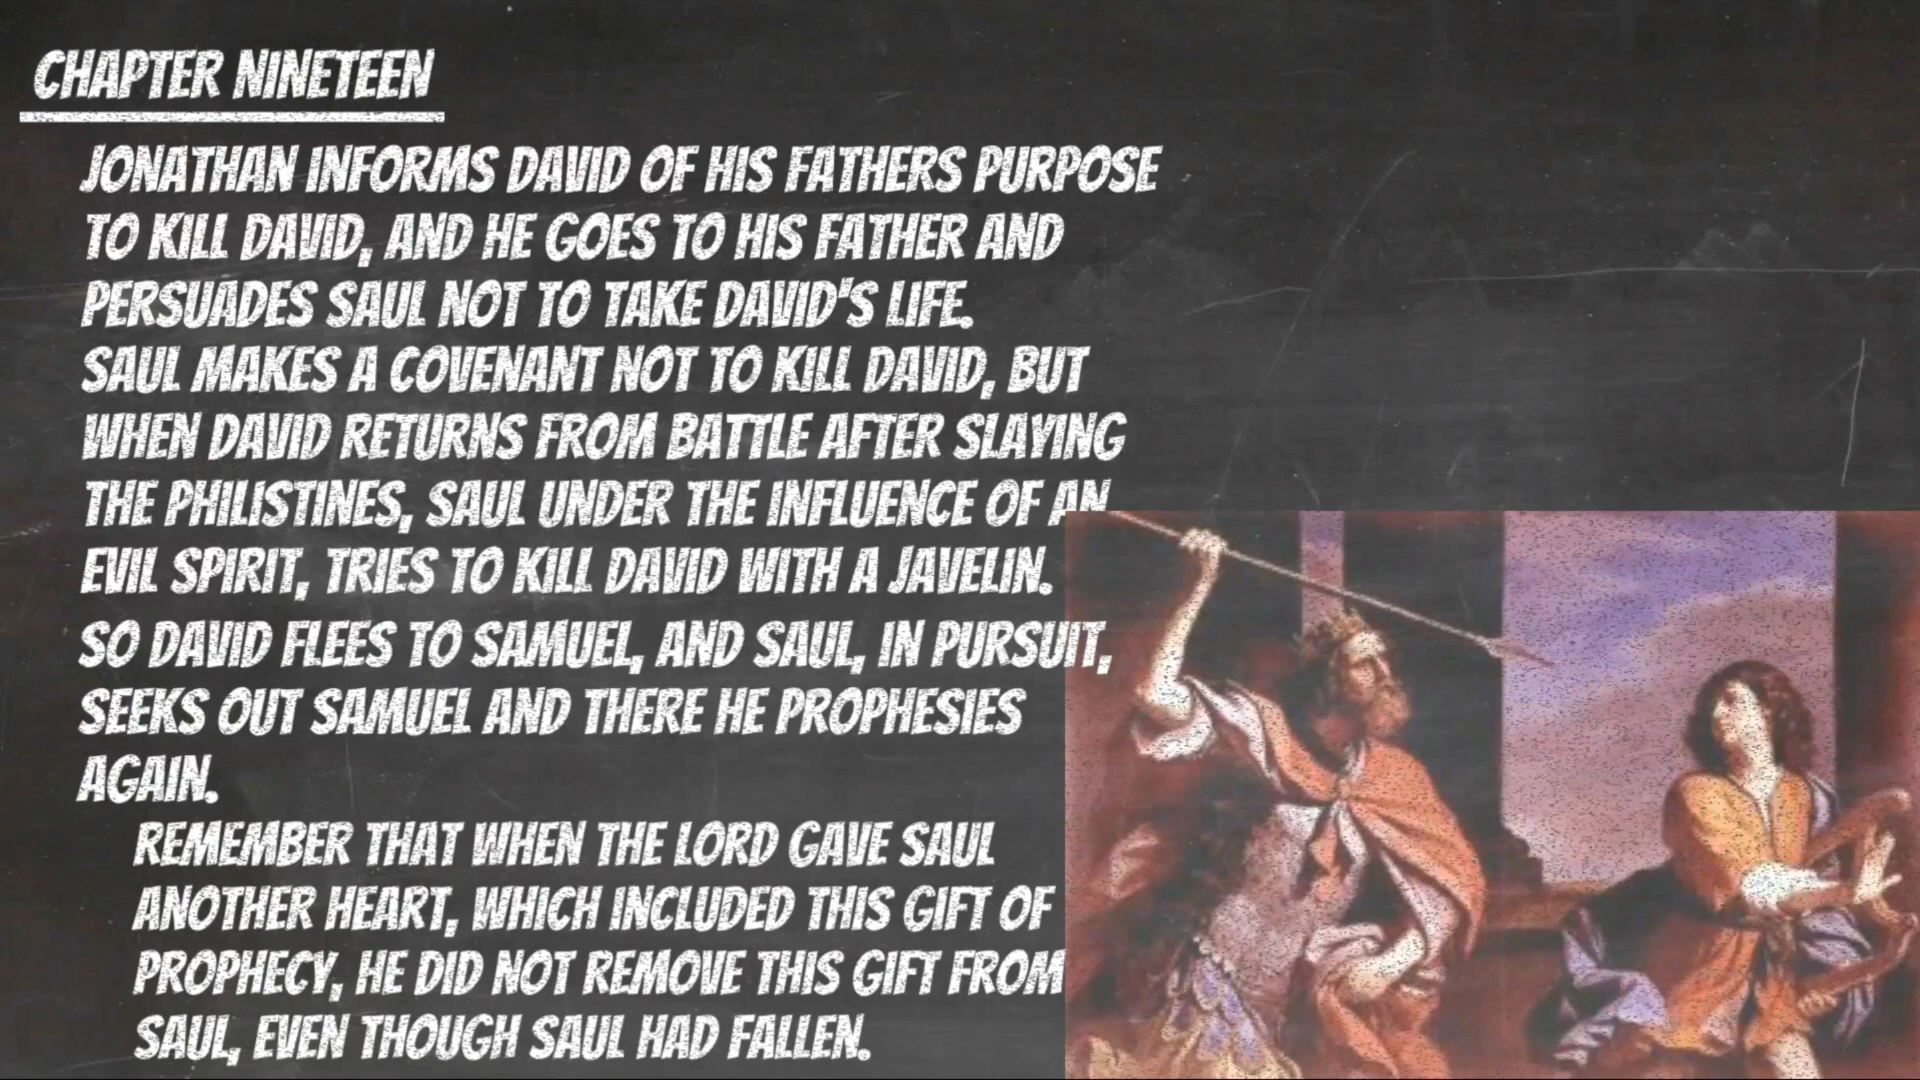 CHAPTER NINETEEN
JONATHAN INFORMS DAVID OF HIS FATHERS PURPOSE
TO KILL DAVID, AND HE GOES TO HIS FATHER AND
PERSUADES SAUL NOT TO TAKE DAVID'S LIFE.
SAUL MAKES A COVENANT NOT TO KILL DAVID, BUT
WHEN DAVID RETURNS FROM BATTLE AFTER SLAYING
THE PHILISTINES, SAUL UNDER THE INFLUENCE OF AN
EVIL SPIRIT, TRIES TO KILL DAVID WITH A JAVELIN.
SO DAVID FLEES TO SAMUEL, AND SAUL, IN PURSUIT,
SEEKS OUT SAMUEL AND THERE HE PROPHESIES
AGAIN.
REMEMBER THAT WHEN THE LORD GAVE SAUL
ANOTHER HEART, WHICH INCLUDED THIS GIFT OF
PROPHECY, HE DID NOT REMOVE THIS GIFT FROM
SAUL, EVEN THOUGH SAUL HAD FALLEN.